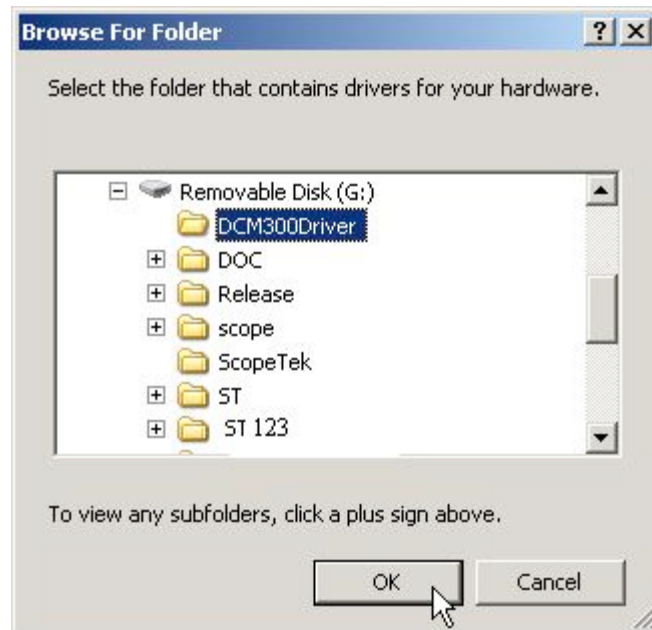 Browse For Folder
Select the folder that contains drivers for your hardware.
Removable Disk (G:)
DCM300Driver
DOC
Release
scope
ScopeTek
ST
ST 123
To view any subfolders, click a plus sign above.
OK Cancel